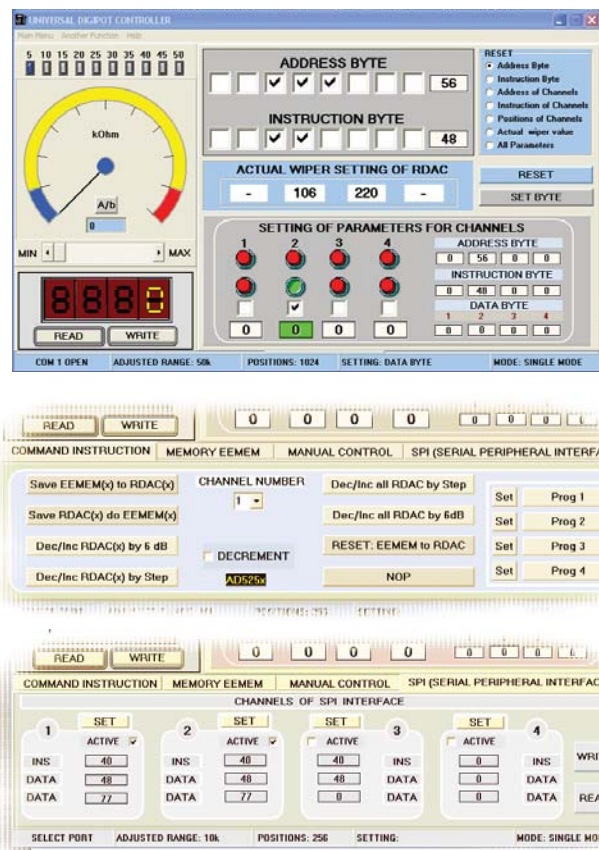 UNIVERSAL DIGIPOT CONTROLLER
Main Menu Another Function Help
5 10 15 20 25 30 35 40 45 50
kOhm
A/b
0
MIN MAX
8 8 8 0
READ WRITE
ADDRESS BYTE
56
INSTRUCTION BYTE
48
RESET
Address Byte
Instruction Byte
Address of Channels
Instruction of Channels
Positions of Channels
Actual wiper value
All Parameters
ACTUAL WIPER SETTING OF RDAC
- 106 220 -
RESET
SET BYTE
SETTING OF PARAMETERS FOR CHANNELS
1 2 3 4
0 0 0 0
ADDRESS BYTE
0 56 0 0
INSTRUCTION BYTE
0 48 0 0
DATA BYTE
1 2 3 4
0 0 0 0
COM 1 OPEN ADJUSTED RANGE: 50k POSITIONS: 1024 SETTING: DATA BYTE MODE: SINGLE MODE
READ WRITE 0 0 0 0 0 0 0 0
COMMAND INSTRUCTION MEMORY EEMEM MANUAL CONTROL SPI (SERIAL PERIPHERAL INTERFA
Save EEMEM(x) to RDAC(x)
Save RDAC(x) do EEMEM(x)
Dec/Inc RDAC(x) by 6 dB
Dec/Inc RDAC(x) by Step
CHANNEL NUMBER
1
DECREMENT
AD525x
Dec/Inc all RDAC by Step
Dec/Inc all RDAC by 6dB
RESET: EEMEM to RDAC
NOP
Set Prog 1
Set Prog 2
Set Prog 3
Set Prog 4
READ WRITE 0 0 0 0 0 0 0 0
COMMAND INSTRUCTION MEMORY EEMEM MANUAL CONTROL SPI (SERIAL PERIPHERAL INTERFAC
CHANNELS OF SPI INTERFACE
1 SET 2 SET SET 3 SET 4
ACTIVE ACTIVE ACTIVE ACTIVE
INS 40 INS 40 40 INS 0 INS
DATA 48 DATA 48 48 DATA 0 DATA
DATA 77 DATA 77 0 DATA 0 DATA
WRI
REA
SELECT PORT ADJUSTED RANGE: 10k POSITIONS: 256 SETTING: MODE: SINGLE MO